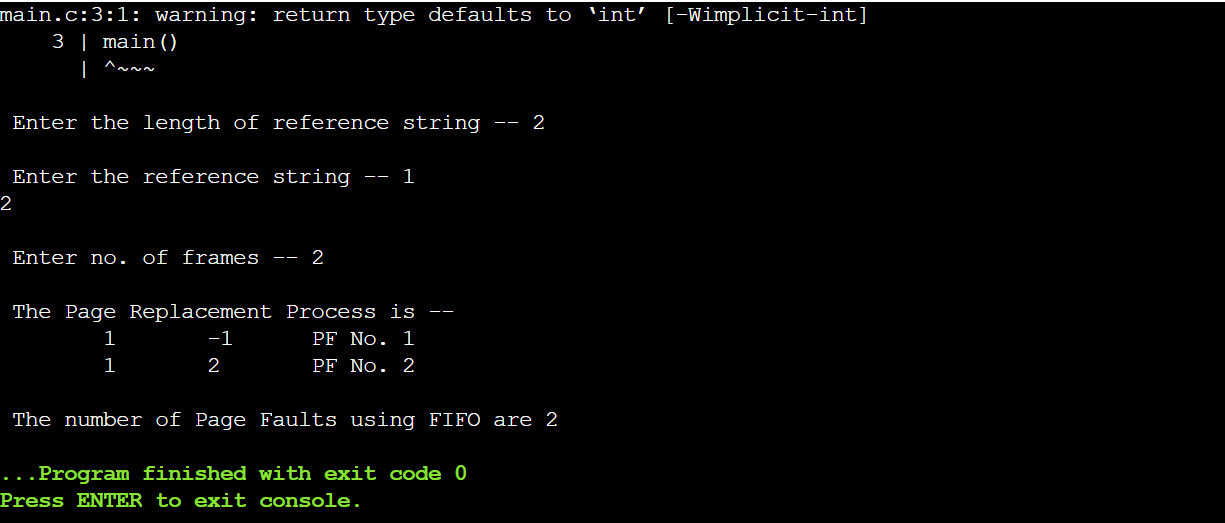 main.c:3:1: warning: return type defaults to ‘int’ [-Wimplicit-int]
3 | main()
| ^~~~
Enter the length of reference string -- 2
Enter the reference string -- 1
2
Enter no. of frames -- 2
The Page Replacement Process is --
1 -1 PF No. 1
1 2 PF No. 2
The number of Page Faults using FIFO are 2
...Program finished with exit code 0
Press ENTER to exit console.